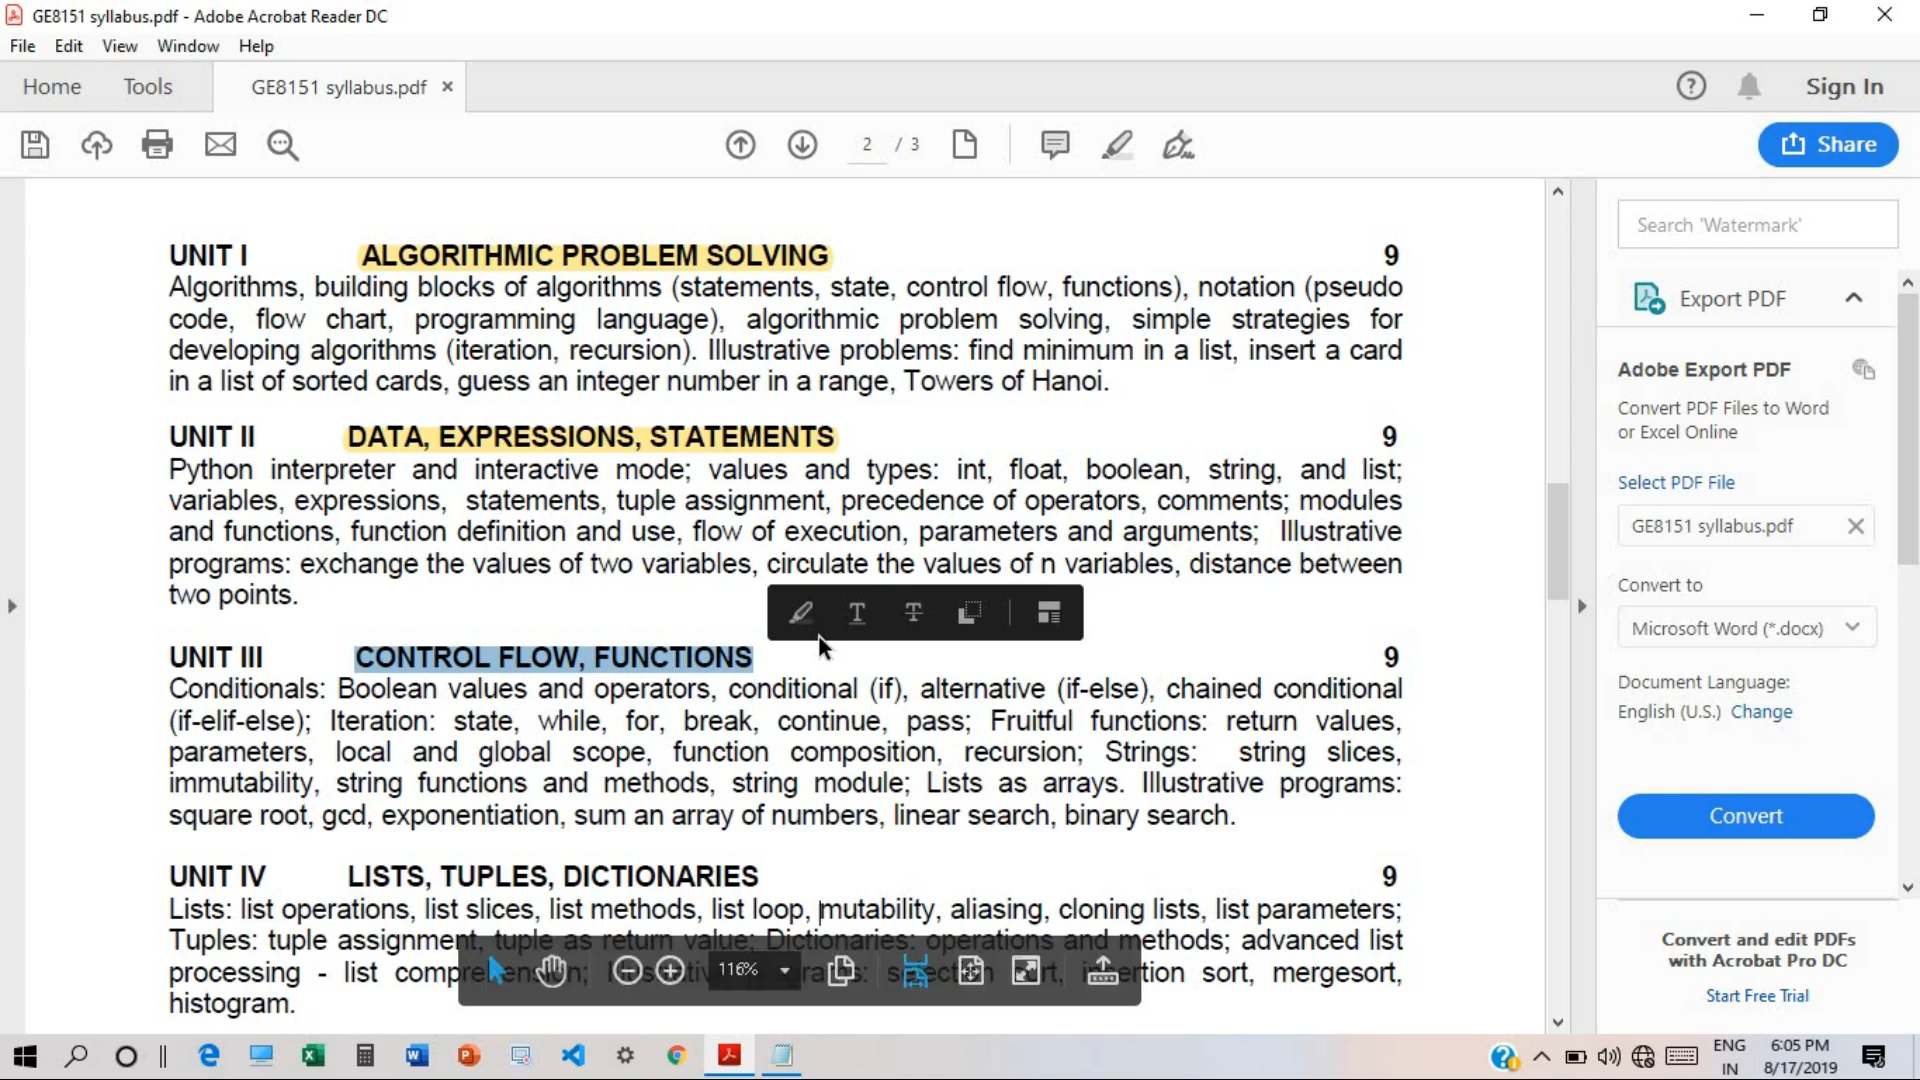 GE8151 syllabus.pdf - Adobe Acrobat Reader DC
File Edit View Window Help
Home Tools GE8151 syllabus.pdf × Sign In
2 / 3 Share
UNIT I ALGORITHMIC PROBLEM SOLVING 9
Algorithms, building blocks of algorithms (statements, state, control flow, functions), notation (pseudo
code, flow chart, programming language), algorithmic problem solving, simple strategies for
developing algorithms (iteration, recursion). Illustrative problems: find minimum in a list, insert a card
in a list of sorted cards, guess an integer number in a range, Towers of Hanoi.
UNIT II DATA, EXPRESSIONS, STATEMENTS 9
Python interpreter and interactive mode; values and types: int, float, boolean, string, and list;
variables, expressions, statements, tuple assignment, precedence of operators, comments; modules
and functions, function definition and use, flow of execution, parameters and arguments; Illustrative
programs: exchange the values of two variables, circulate the values of n variables, distance between
two points.
UNIT III CONTROL FLOW, FUNCTIONS 9
Conditionals: Boolean values and operators, conditional (if), alternative (if-else), chained conditional
(if-elif-else); Iteration: state, while, for, break, continue, pass; Fruitful functions: return values,
parameters, local and global scope, function composition, recursion; Strings: string slices,
immutability, string functions and methods, string module; Lists as arrays. Illustrative programs:
square root, gcd, exponentiation, sum an array of numbers, linear search, binary search.
UNIT IV LISTS, TUPLES, DICTIONARIES 9
Lists: list operations, list slices, list methods, list loop, mutability, aliasing, cloning lists, list parameters;
Tuples: tuple assignment, tuple as return value; Dictionaries: operations and methods; advanced list
processing - list comprehension; sort, insertion sort, mergesort,
histogram.
116%
Search 'Watermark'
Export PDF
Adobe Export PDF
Convert PDF Files to Word
or Excel Online
Select PDF File
GE8151 syllabus.pdf
Convert to
Microsoft Word (*.docx)
Document Language:
English (U.S.) Change
Convert
Convert and edit PDFs
with Acrobat Pro DC
Start Free Trial
ENG
IN
6:05 PM
8/17/2019